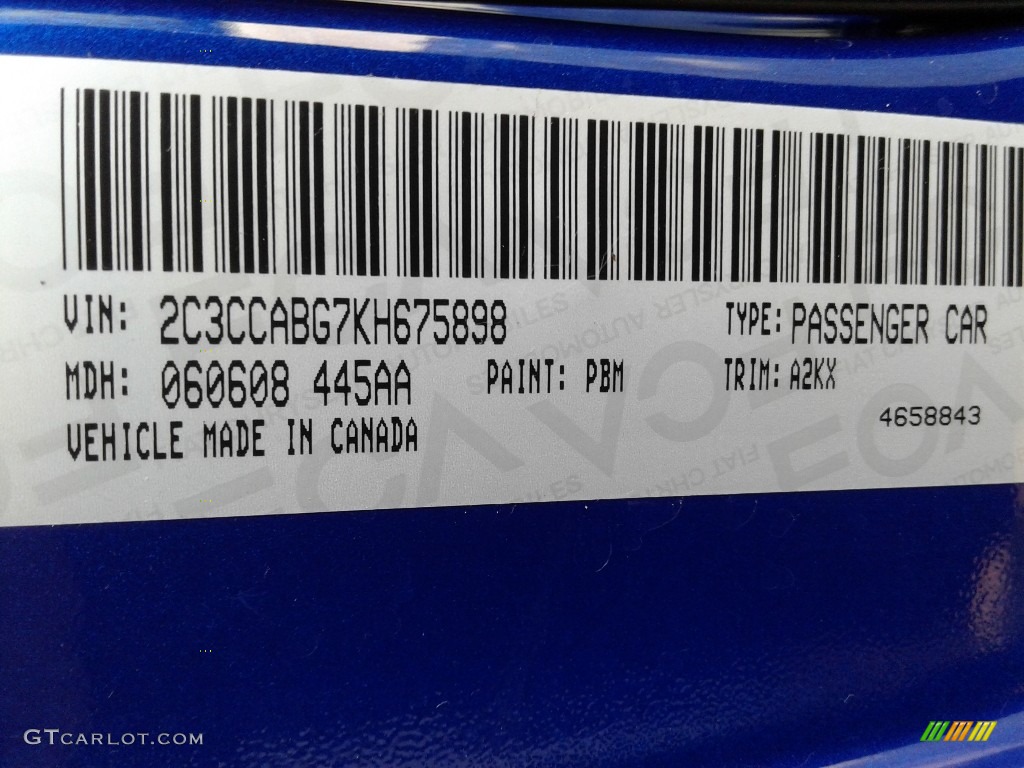 VIN: 2C3CCABG7KH675898 TYPE: PASSENGER CAR
MDH: 060608 445AA PAINT: PBM TRIM: A2KX
4658843
VEHICLE MADE IN CANADA
GTCARLOT.COM